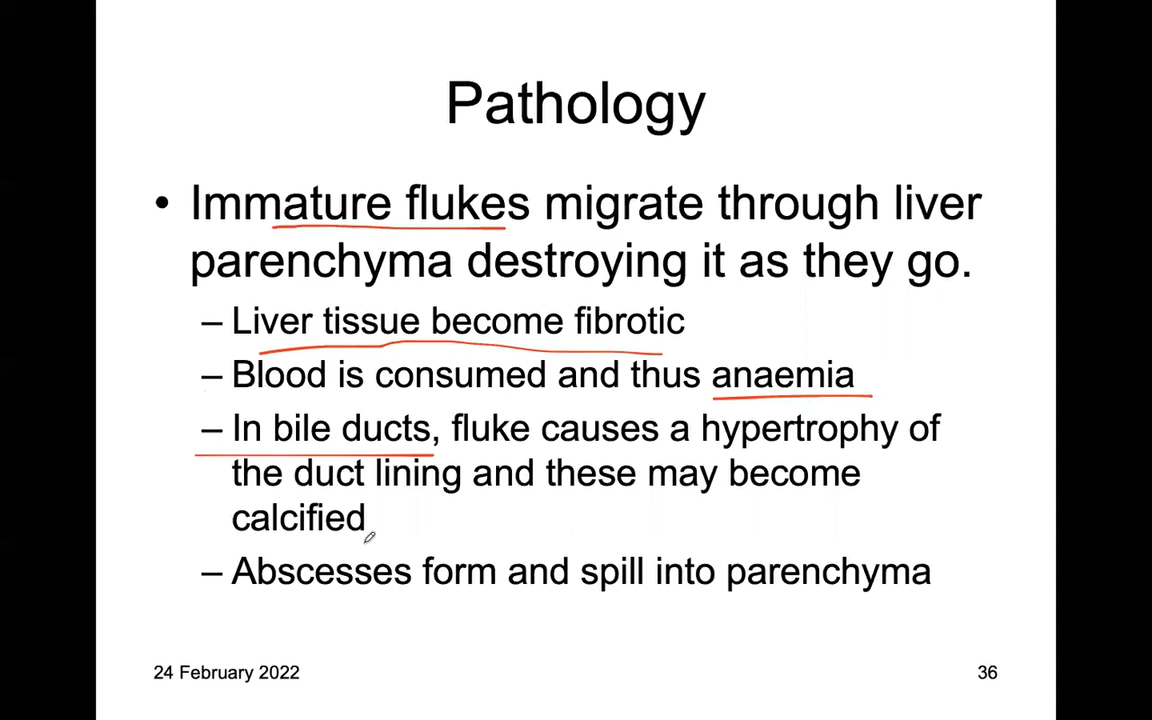 Pathology
• Immature flukes migrate through liver
parenchyma destroying it as they go.
– Liver tissue become fibrotic
– Blood is consumed and thus anaemia
– In bile ducts, fluke causes a hypertrophy of
the duct lining and these may become
calcified
– Abscesses form and spill into parenchyma
24 February 2022
36